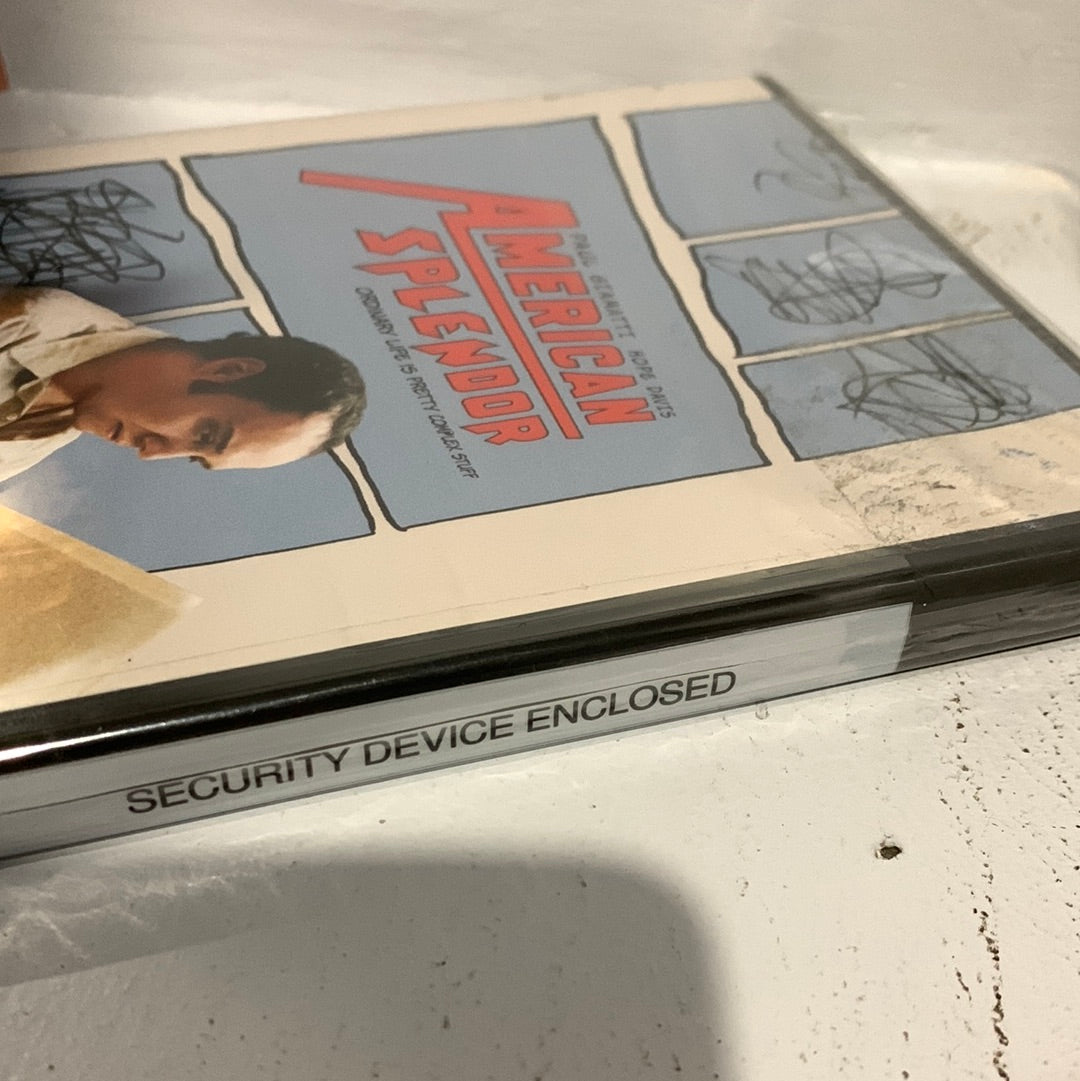 PAUL GIAMATTI HOPE DAVIS
AMERICAN
SPLENDOR
ORDINARY LIFE IS PRETTY COMPLEX STUFF
SECURITY DEVICE ENCLOSED